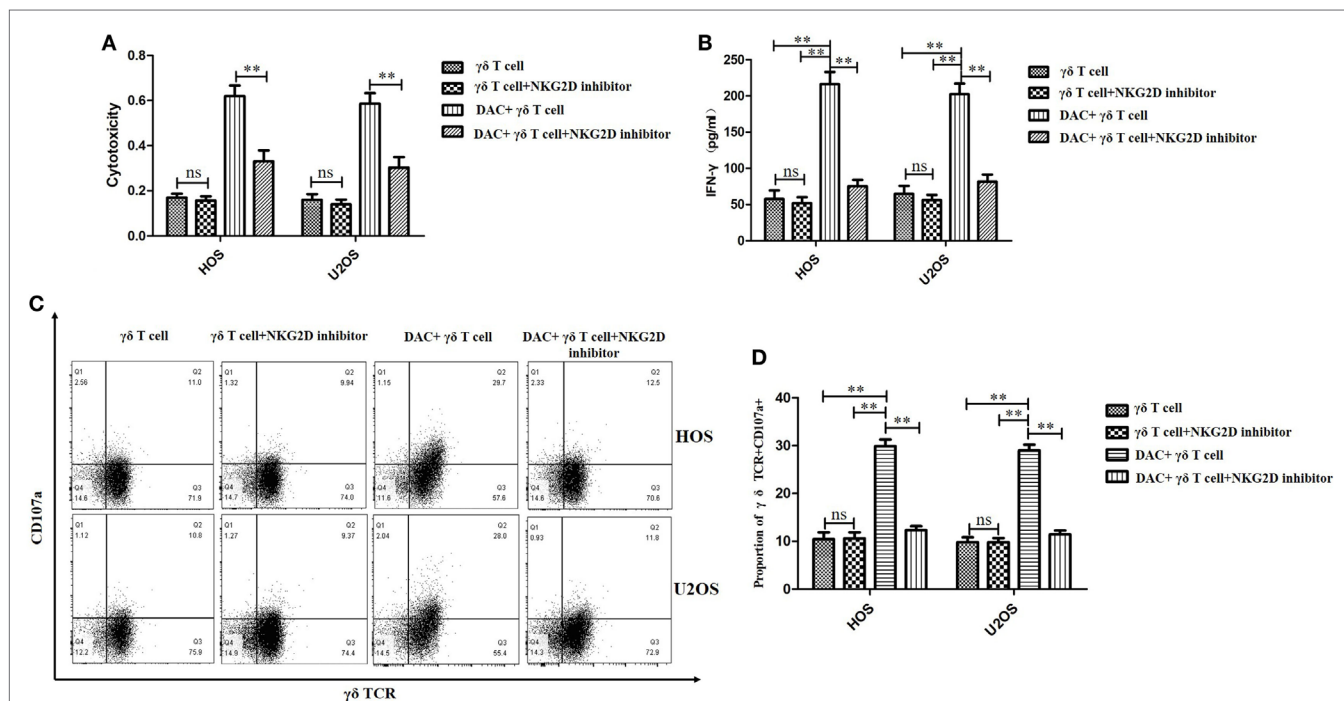 A
0.8
0.6
0.4
0.2
0.0
Cytotoxicity
ns
**
ns
**
HOS
U2OS
γδ T cell
γδ T cell+NKG2D inhibitor
DAC+ γδ T cell
DAC+ γδ T cell+NKG2D inhibitor
B
250
200
150
100
50
0
IFN-γ (pg/ml)
**
**
**
ns
**
**
**
ns
HOS
U2OS
γδ T cell
γδ T cell+NKG2D inhibitor
DAC+ γδ T cell
DAC+ γδ T cell+NKG2D inhibitor
C
γδ T cell
γδ T cell+NKG2D inhibitor
DAC+ γδ T cell
DAC+ γδ T cell+NKG2D
inhibitor
Q1
2.56
Q2
11.0
Q4
14.6
Q3
71.9
Q1
1.32
Q2
9.94
Q4
14.7
Q3
74.0
Q1
1.15
Q2
29.7
Q4
11.6
Q3
57.6
Q1
2.33
Q2
12.5
Q4
14.6
Q3
70.6
HOS
Q1
1.12
Q2
10.8
Q4
12.2
Q3
75.9
Q1
1.27
Q2
9.37
Q4
14.9
Q3
74.4
Q1
2.04
Q2
28.0
Q4
14.5
Q3
55.4
Q1
0.93
Q2
11.8
Q4
14.3
Q3
72.9
U2OS
CD107a
γδ TCR
D
40
30
20
10
0
Proportion of γ δ TCR+CD107a+
**
**
**
ns
**
**
**
ns
HOS
U2OS
γδ T cell
γδ T cell+NKG2D inhibitor
DAC+ γδ T cell
DAC+ γδ T cell+NKG2D inhibitor